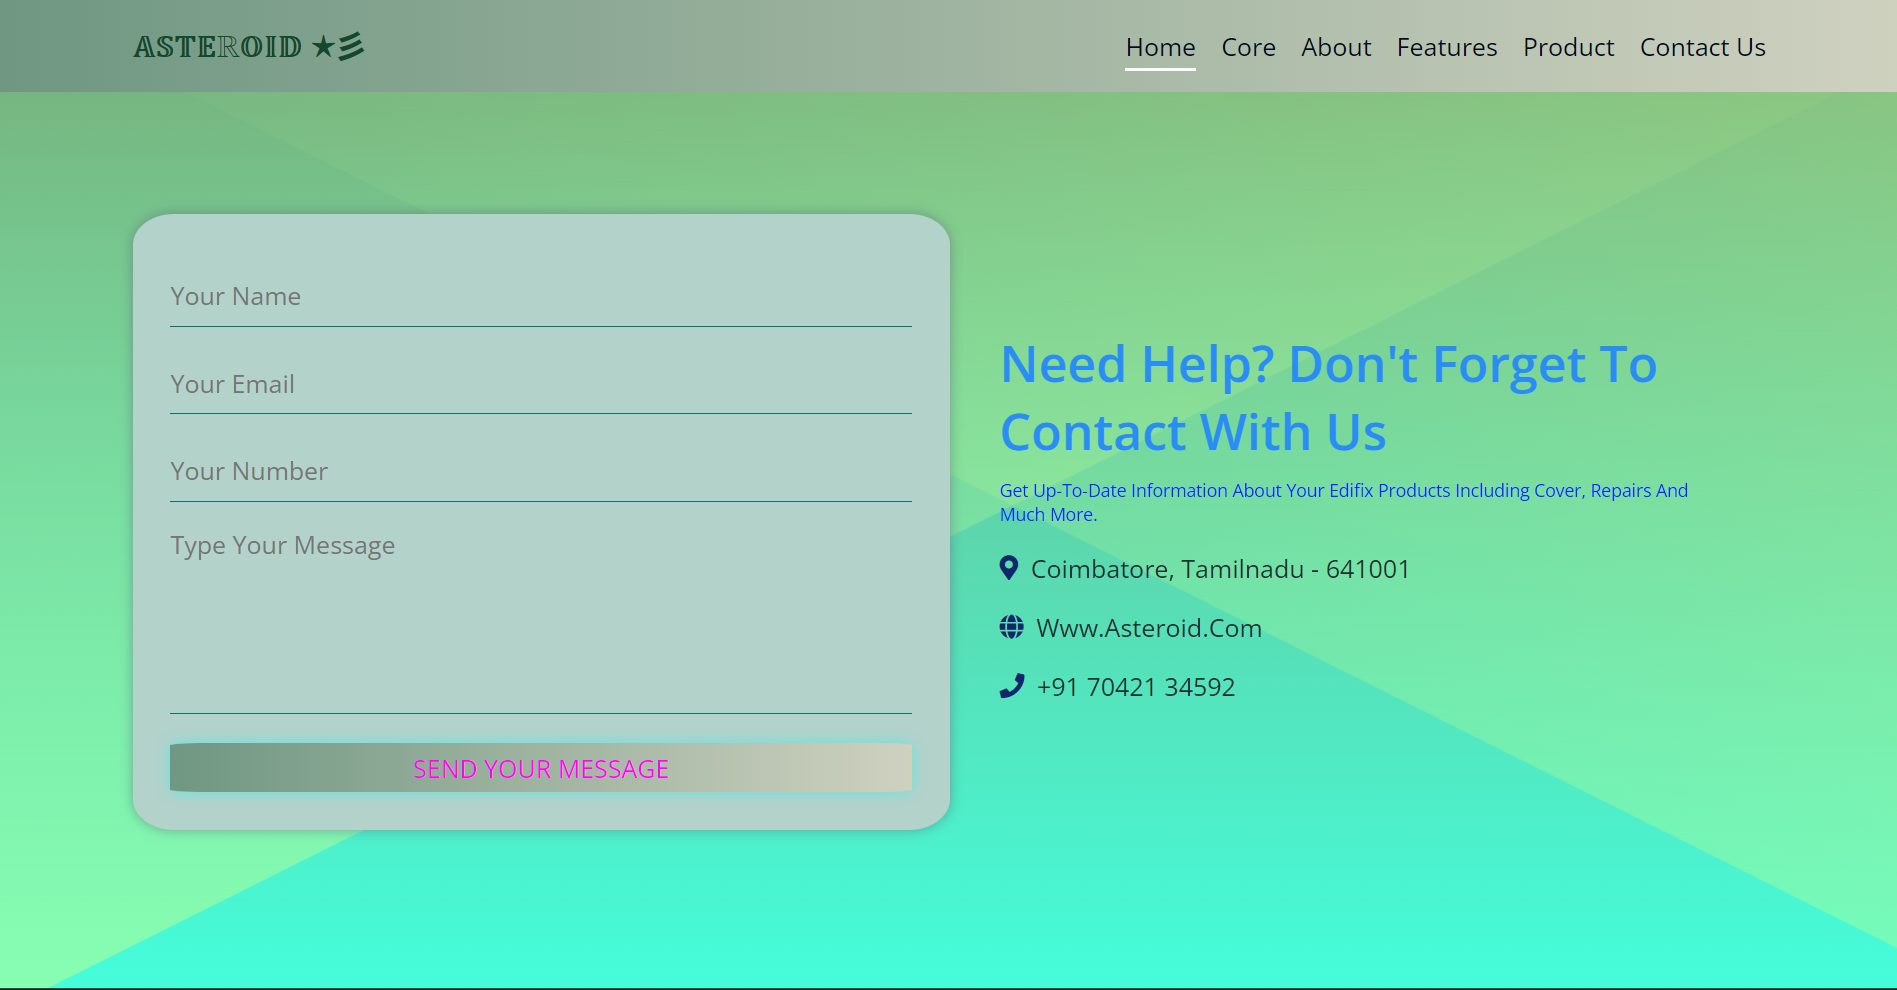 ASTEROID ★彡
Home Core About Features Product Contact Us
Your Name
Your Email
Your Number
Type Your Message
SEND YOUR MESSAGE
Need Help? Don't Forget To
Contact With Us
Get Up-To-Date Information About Your Edifix Products Including Cover, Repairs And
Much More.
Coimbatore, Tamilnadu - 641001
Www.Asteroid.Com
+91 70421 34592